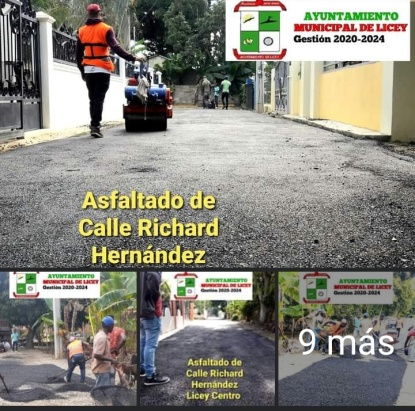 AYUNTAMIENTO
MUNICIPAL DE LICEY
Gestión 2020-2024
Asfaltado de
Calle Richard
Hernández
AYUNTAMIENTO
MUNICIPAL DE LICEY
Gestión 2020-2024
AYUNTAMIENTO
MUNICIPAL DE LICEY
Gestión 2020-2024
Asfaltado de
Calle Richard
Hernández
Licey Centro
AYUNTAMIENTO
MUNICIPAL DE LICEY
Gestión 2020-2024
9 más